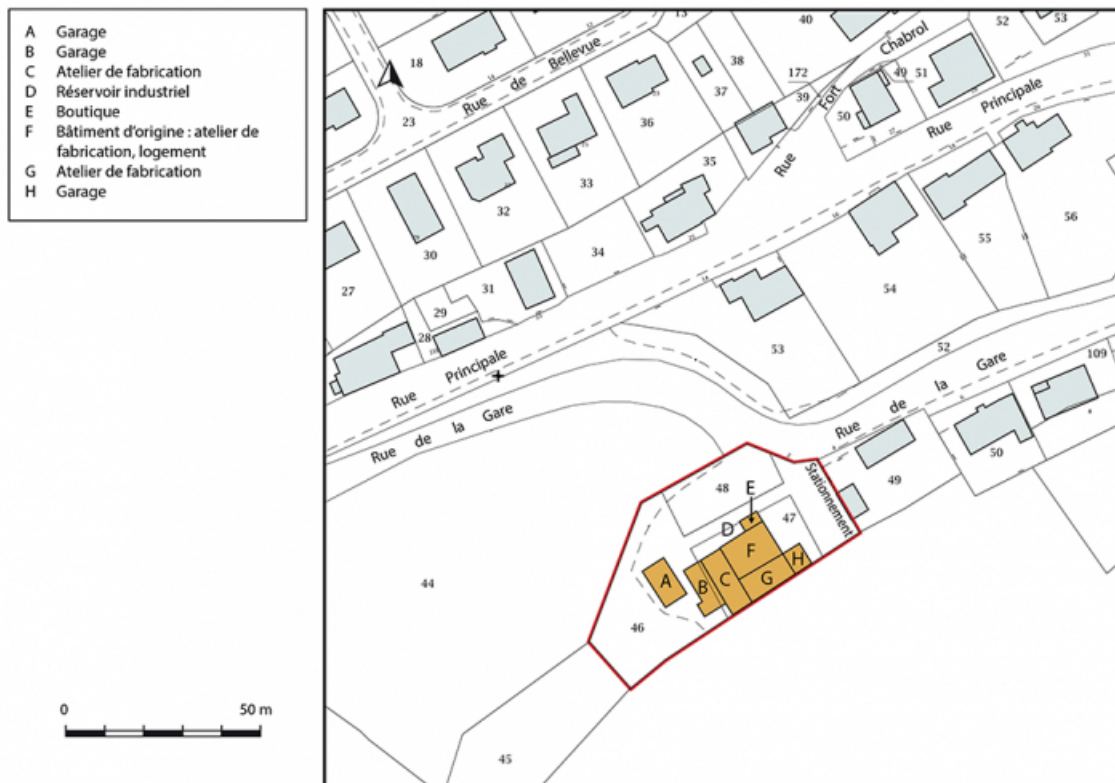 A Garage
B Garage
C Atelier de fabrication
D Réservoir industriel
E Boutique
F Bâtiment d'origine : atelier de
fabrication, logement
G Atelier de fabrication
H Garage
0 50 m
18
13
40
52
53
Rue de Bellevue
38
172
Chabrol
49
51
37
39
Fort
50
23
36
Rue Principale
35
Rue
33
32
56
30
34
55
27
31
54
29
28
53
52
109
Rue Principale
Rue de la Gare
Rue de la Gare
50
49
48
Stationnement
E
47
D
F
H
A
B
C
G
44
46
45